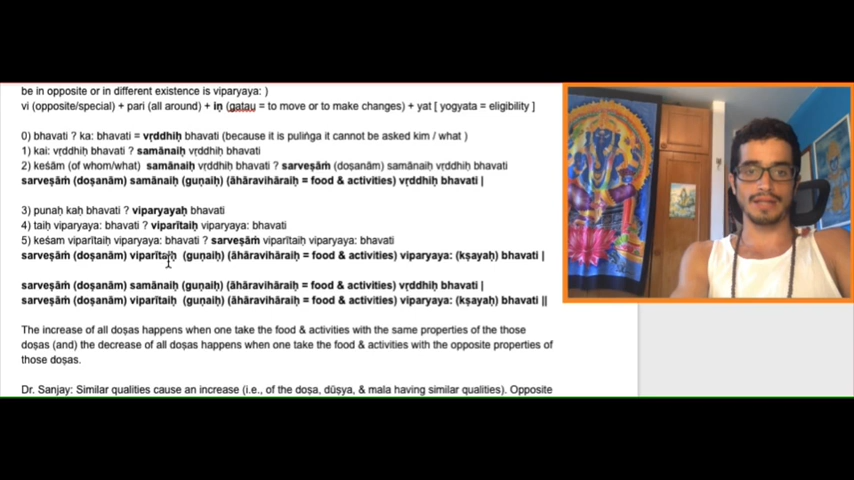 be in opposite or in different existence is viparyaya: )
vi (opposite/special) + pari (all around) + iṇ (gatau = to move or to make changes) + yat [ yogyata = eligibility ]
0) bhavati ? ka: bhavati = vṛddhiḥ bhavati (because it is puliṅga it cannot be asked kim / what )
1) kai: vṛddhiḥ bhavati ? samānaiḥ vṛddhiḥ bhavati
2) keśām (of whom/what)  samānaiḥ vṛddhiḥ bhavati ? sarveṣāṁ (doṣanām) samānaiḥ vṛddhiḥ bhavati
sarveṣāṁ (doṣanām) samānaiḥ (guṇaiḥ) (āhāravihāraiḥ = food & activities) vṛddhiḥ bhavati |
3) punaḥ kaḥ bhavati ? viparyayaḥ bhavati
4) taiḥ viparyaya: bhavati ? viparītaiḥ viparyaya: bhavati
5) keśam viparītaiḥ viparyaya: bhavati ? sarveṣāṁ viparītaiḥ viparyaya: bhavati
sarveṣāṁ (doṣanām) viparītaiḥ  (guṇaiḥ) (āhāravihāraiḥ = food & activities) viparyaya: (kṣayaḥ) bhavati |
sarveṣāṁ (doṣanām) samānaiḥ (guṇaiḥ) (āhāravihāraiḥ = food & activities) vṛddhiḥ bhavati |
sarveṣāṁ (doṣanām) viparītaiḥ  (guṇaiḥ) (āhāravihāraiḥ = food & activities) viparyaya: (kṣayaḥ) bhavati ||
The increase of all doṣas happens when one take the food & activities with the same properties of the those
doṣas (and) the decrease of all doṣas happens when one take the food & activities with the opposite properties of
those doṣas.
Dr. Sanjay: Similar qualities cause an increase (i.e., of the doṣa, dūṣya, & mala having similar qualities). Opposite